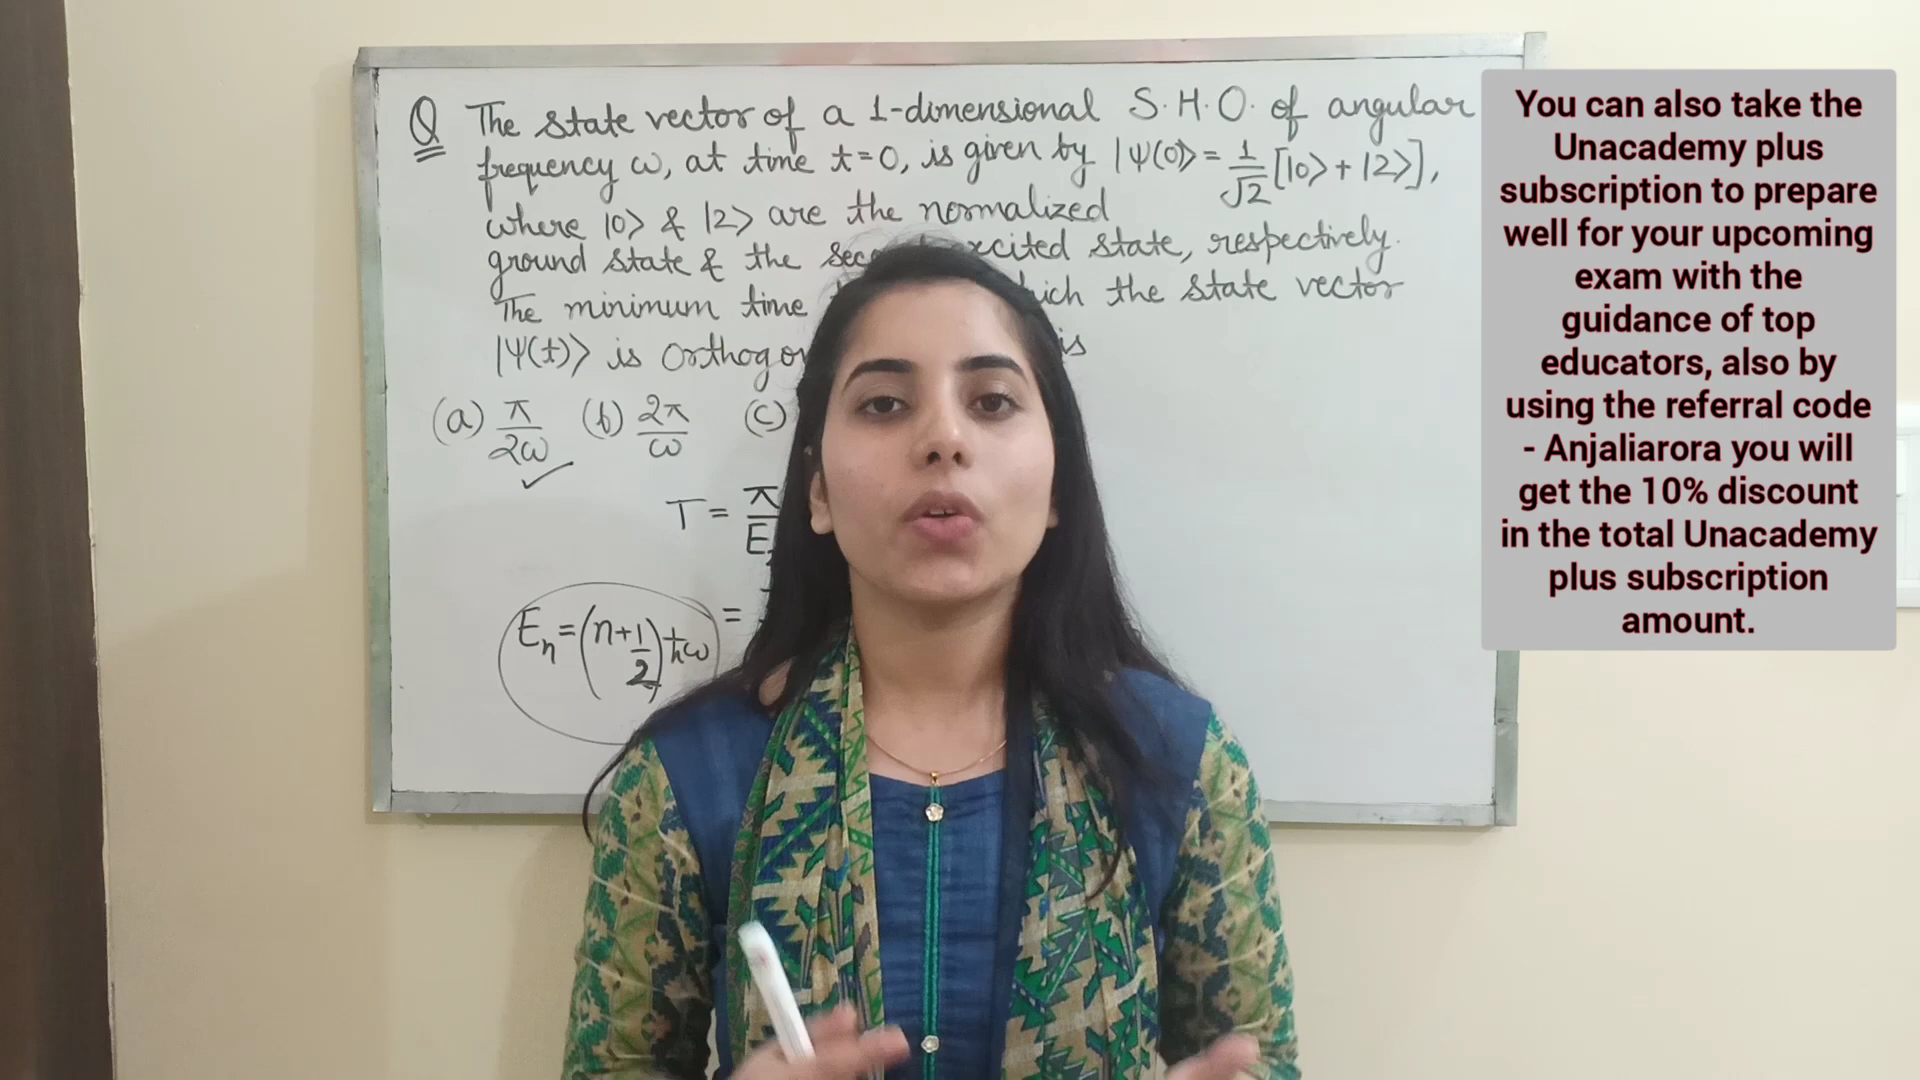 Q The state vector of a 1-dimensional S.H.O. of angular
frequency ω, at time t=0, is given by |Ψ(0)⟩ = 1/√2 [|0⟩ + |2⟩],
where |0⟩ & |2⟩ are the normalized
ground state & the excited state, respectively.
The minimum time the state vector
|Ψ(t)⟩ is is
(a) π/2ω (b) 2π/ω (c)
✓
T = π/E
En = (n+1/2)ħω =
You can also take the
Unacademy plus
subscription to prepare
well for your upcoming
exam with the
guidance of top
educators, also by
using the referral code
- Anjaliarora you will
get the 10% discount
in the total Unacademy
plus subscription
amount.